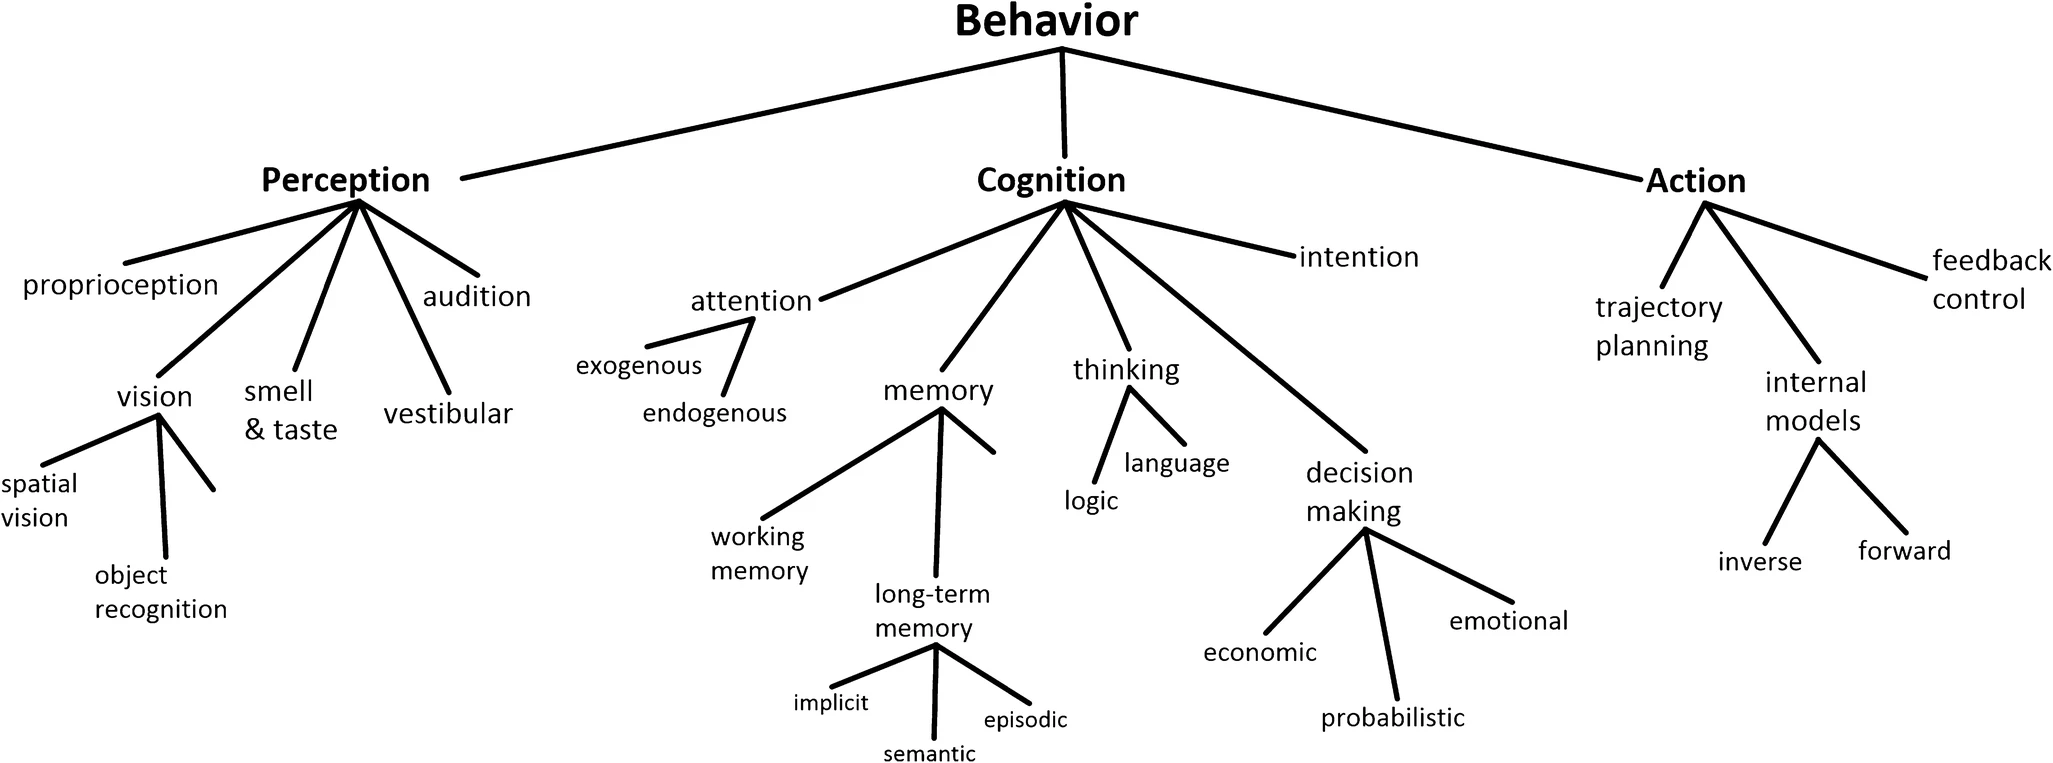 Behavior
Perception
Cognition
Action
proprioception
vision
smell
& taste
vestibular
audition
spatial
vision
object
recognition
attention
exogenous
endogenous
memory
working
memory
long-term
memory
implicit
semantic
episodic
thinking
logic
language
decision
making
economic
probabilistic
emotional
intention
trajectory
planning
internal
models
inverse
forward
feedback
control